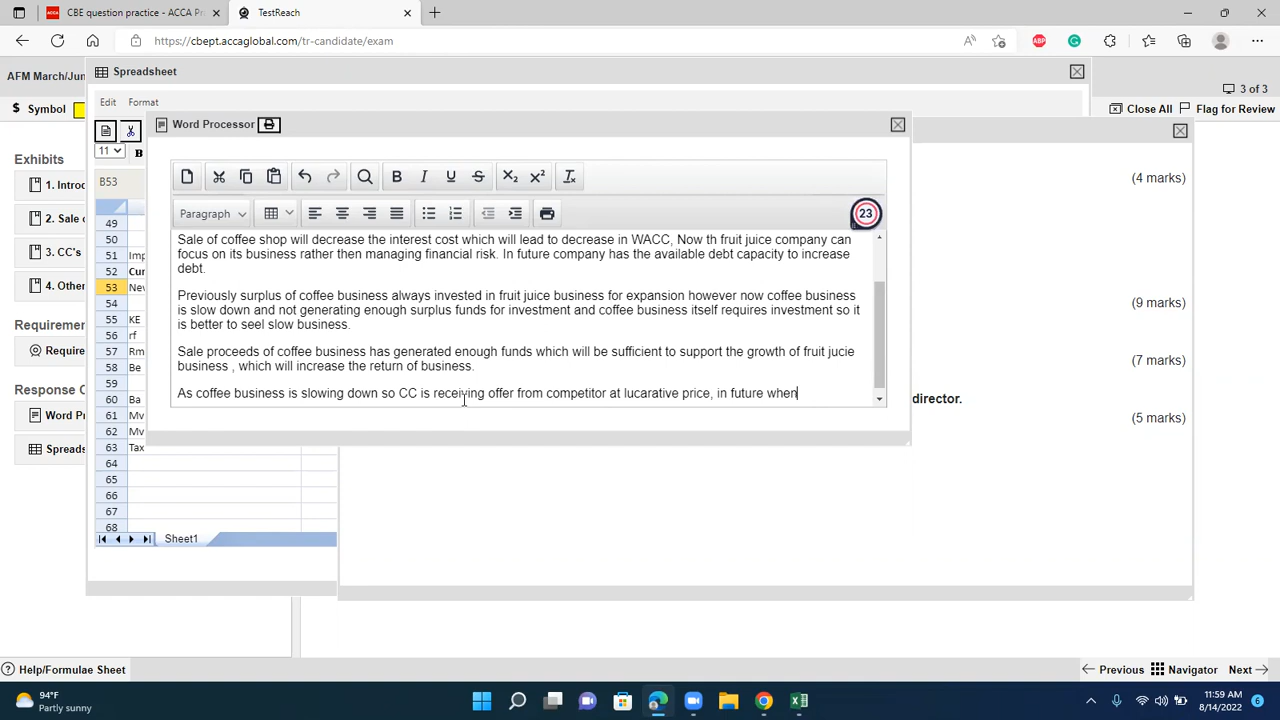 CBE question practice - ACCA Pr
TestReach
https://cbept.accaglobal.com/tr-candidate/exam
ABP
AFM March/Jun
Spreadsheet
3 of 3
$ Symbol
Edit Format
Close All Flag for Review
Word Processor
11 B
Exhibits
1. Introc
2. Sale o
3. CC's
4. Other
B53
(4 marks)
Paragraph
23
49
50
51 Imp
52 Cur
53 Nev
54
55 KE
56 rf
57 Rm
58 Be
59
60 Ba
61 Mv
62 Mv
63 Tax
64
65
66
67
68
Sale of coffee shop will decrease the interest cost which will lead to decrease in WACC, Now th fruit juice company can
focus on its business rather then managing financial risk. In future company has the available debt capacity to increase
debt.
Previously surplus of coffee business always invested in fruit juice business for expansion however now coffee business
is slow down and not generating enough surplus funds for investment and coffee business itself requires investment so it
is better to seel slow business.
Sale proceeds of coffee business has generated enough funds which will be sufficient to support the growth of fruit jucie
business , which will increase the return of business.
As coffee business is slowing down so CC is receiving offer from competitor at lucarative price, in future when
(9 marks)
Requiremen
Require
(7 marks)
Response C
director.
Word Pr
(5 marks)
Spreads
Sheet1
Help/Formulae Sheet
Previous Navigator Next
94°F
Partly sunny
11:59 AM
8/14/2022
6